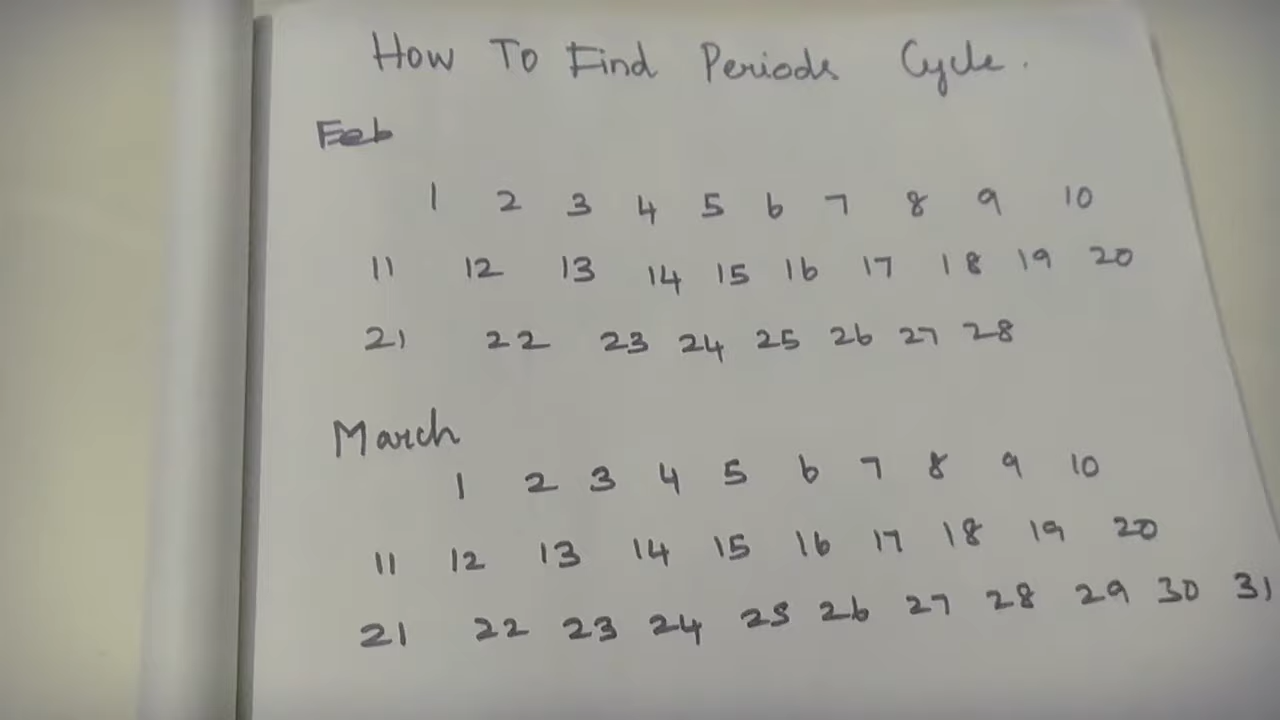 How To Find Periods Cycle.
Feb
1 2 3 4 5 6 7 8 9 10
11 12 13 14 15 16 17 18 19 20
21 22 23 24 25 26 27 28
March
1 2 3 4 5 6 7 8 9 10
11 12 13 14 15 16 17 18 19 20
21 22 23 24 25 26 27 28 29 30 31